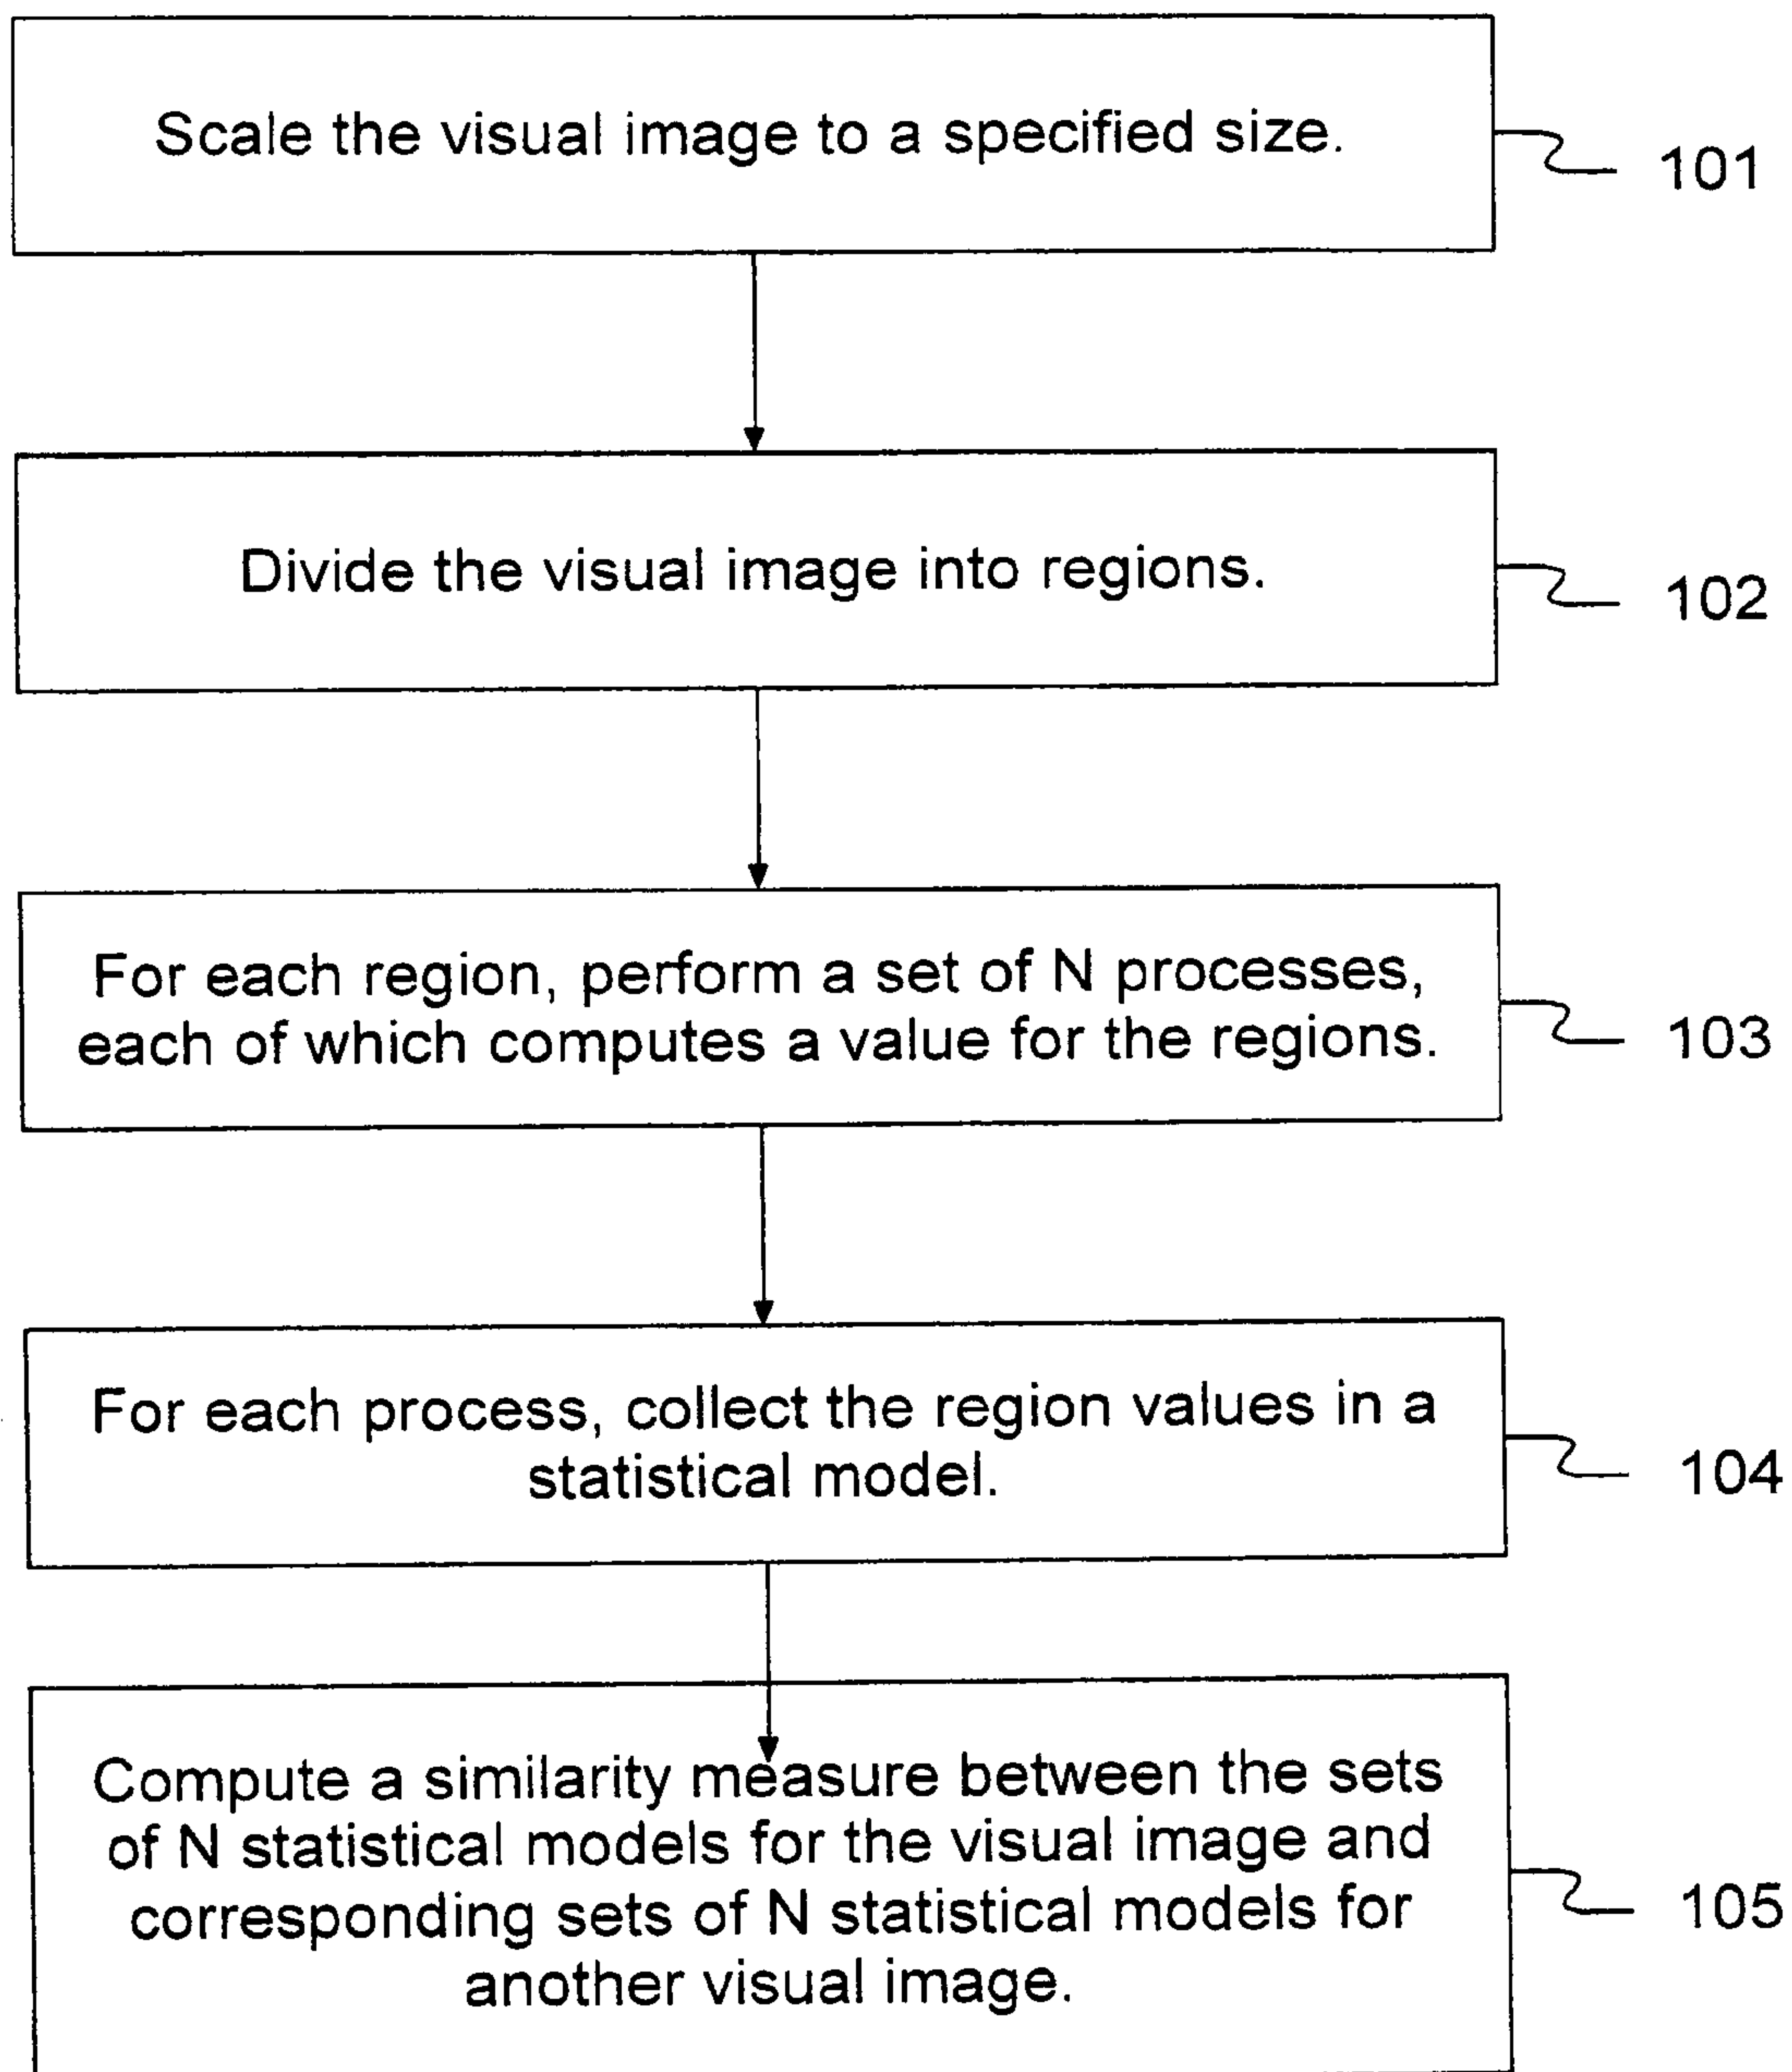 Scale the visual image to a specified size.
101
Divide the visual image into regions.
102
For each region, perform a set of N processes,
each of which computes a value for the regions.
103
For each process, collect the region values in a
statistical model.
104
Compute a similarity measure between the sets
of N statistical models for the visual image and
corresponding sets of N statistical models for
another visual image.
105